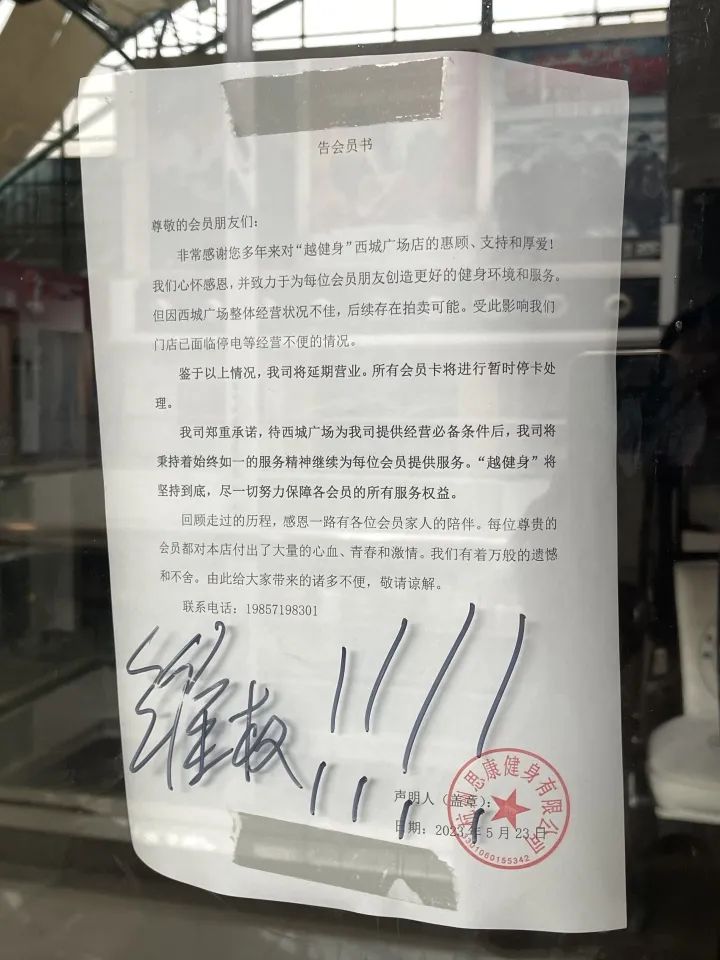 告会员书
尊敬的会员朋友们：
非常感谢您多年来对“越健身”西城广场店的惠顾、支持和厚爱！
我们心怀感恩，并致力于为每位会员朋友创造更好的健身环境和服务。
但因西城广场整体经营状况不佳，后续存在拍卖可能。受此影响我们
门店已面临停电等经营不便的情况。
鉴于以上情况，我司将延期营业。所有会员卡将进行暂时停卡处
理。
我司郑重承诺，待西城广场为我司提供经营必备条件后，我司将
秉持着始终如一的服务精神继续为每位会员提供服务。“越健身”将
坚持到底，尽一切努力保障各会员的所有服务权益。
回顾走过的历程，感恩一路有各位会员家人的陪伴。每位尊贵的
会员都对本店付出了大量的心血、青春和激情。我们有着万般的遗憾
和不舍。由此给大家带来的诸多不便，敬请谅解。
联系电话：19857198301
维权！！！！
声明人（盖章）：
日期：2023年5月23日
杭州思康健身有限公司